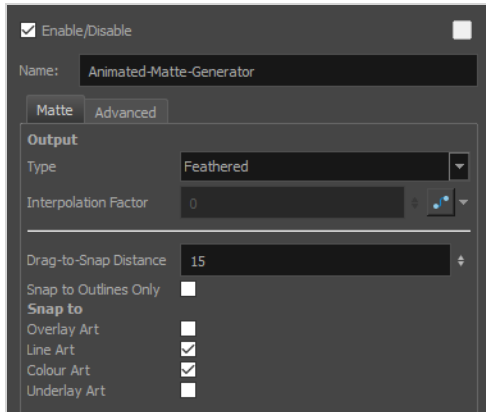 Enable/Disable
Name: Animated-Matte-Generator
Matte Advanced
Output
Type Feathered
Interpolation Factor 0
Drag-to-Snap Distance 15
Snap to Outlines Only
Snap to
Overlay Art
Line Art
Colour Art
Underlay Art